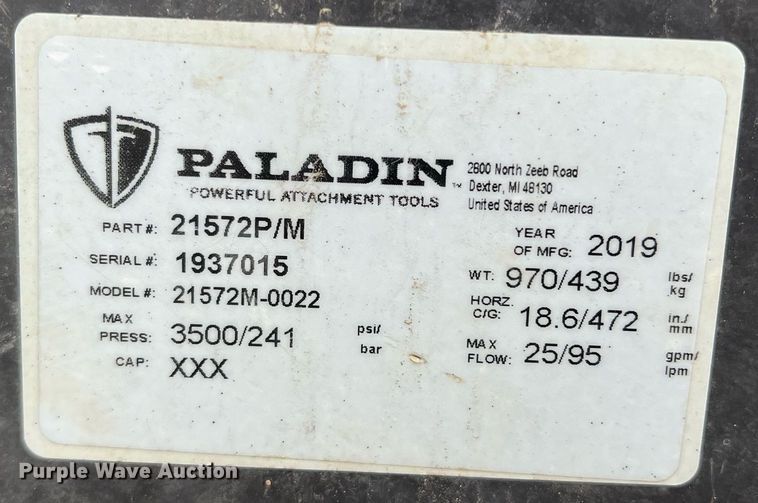 PALADIN™
POWERFUL ATTACHMENT TOOLS
2800 North Zeeb Road
Dexter, MI 48130
United States of America
PART#: 21572P/M
SERIAL#: 1937015
MODEL#: 21572M-0022
MAX PRESS: 3500/241 psi/ bar
CAP: XXX
YEAR OF MFG: 2019
WT: 970/439 lbs/ kg
HORZ. C/G: 18.6/472 in./ mm
MAX FLOW: 25/95 gpm/ lpm
Purple Wave Auction